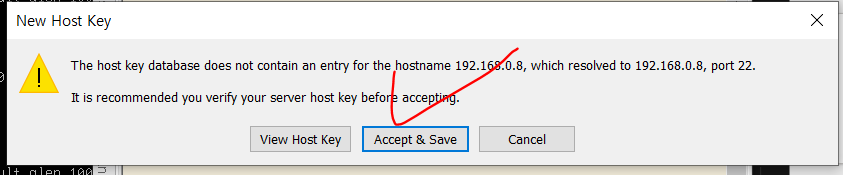 New Host Key
The host key database does not contain an entry for the hostname 192.168.0.8, which resolved to 192.168.0.8, port 22.
It is recommended you verify your server host key before accepting.
View Host Key
Accept & Save
Cancel
ult qlen 100